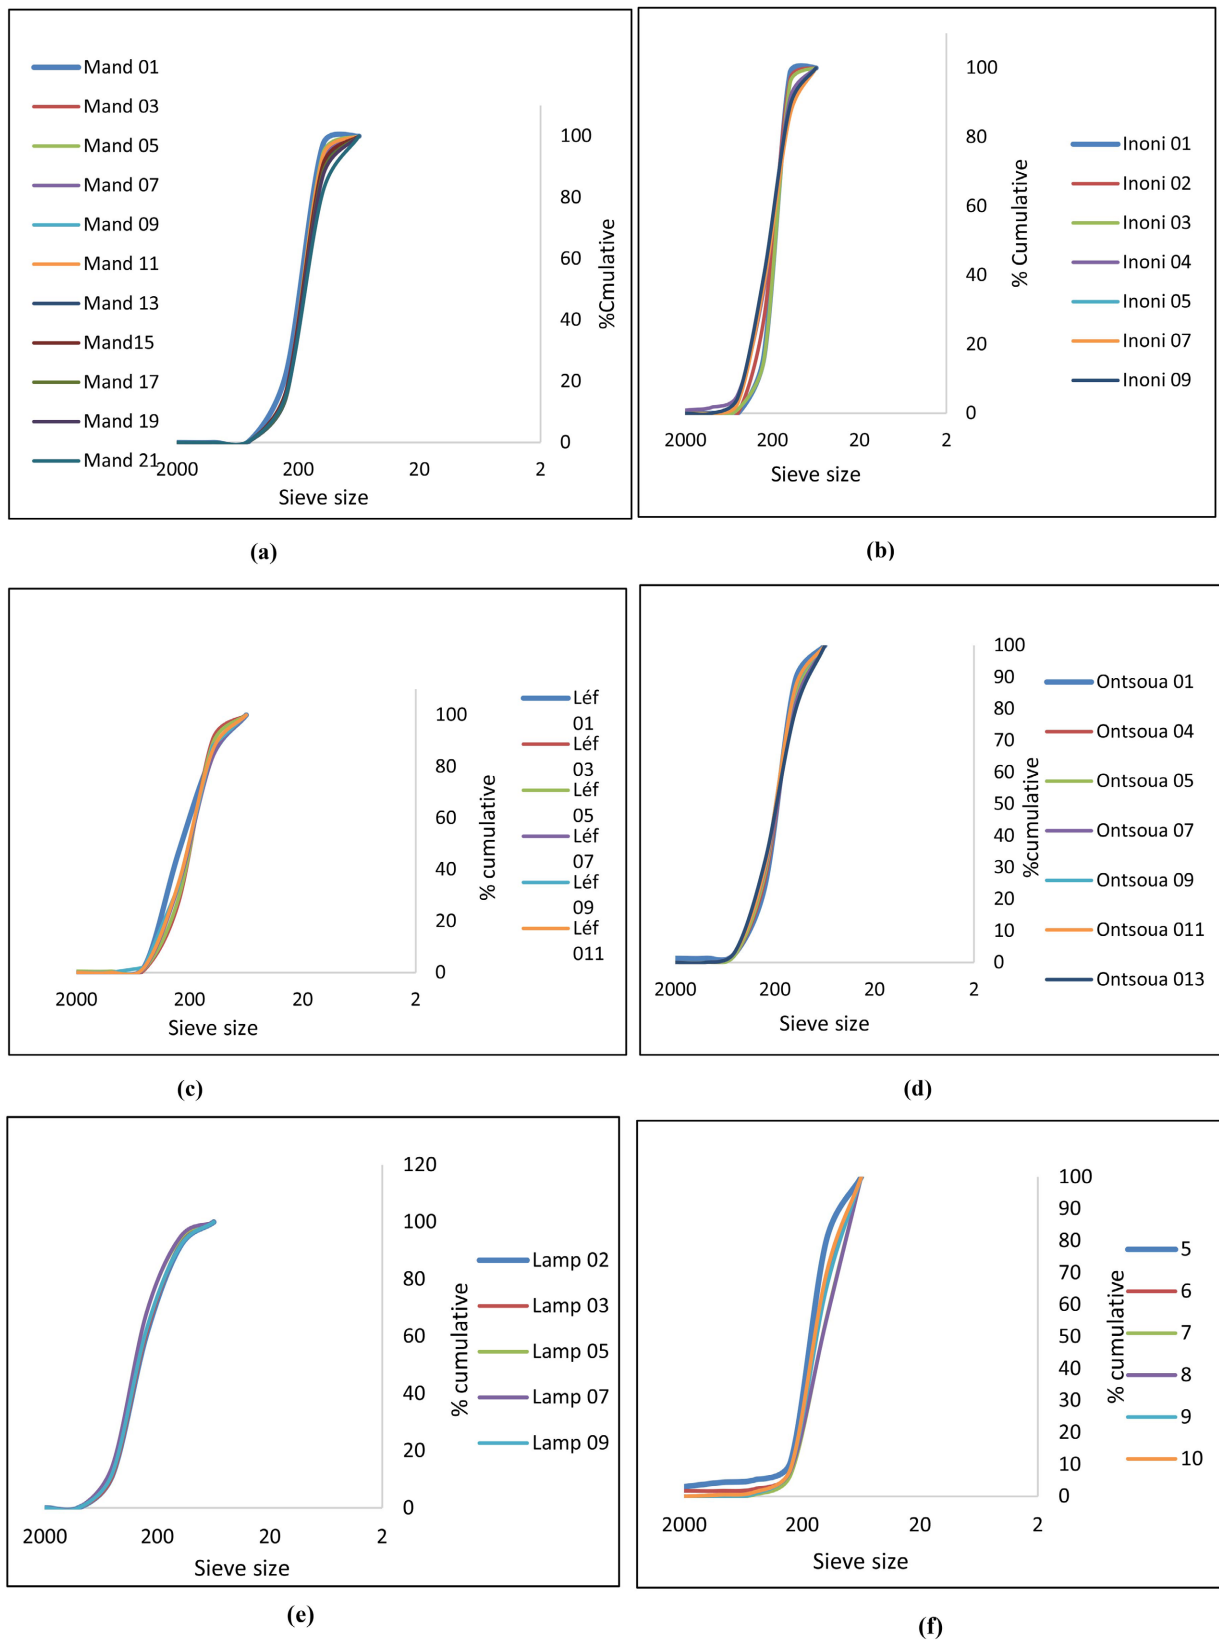 Mand 01
Mand 03
Mand 05
Mand 07
Mand 09
Mand 11
Mand 13
Mand15
Mand 17
Mand 19
Mand 21
100
80
60
40
20
0
%Cmulative
2000 200 20 2
Sieve size
(a)
100
80
60
40
20
0
% Cumulative
Inoni 01
Inoni 02
Inoni 03
Inoni 04
Inoni 05
Inoni 07
Inoni 09
2000 200 20 2
Sieve size
(b)
100
80
60
40
20
0
% cumulative
Léf
01
Léf
03
Léf
05
Léf
07
Léf
09
Léf
011
2000 200 20 2
Sieve size
(c)
100
90
80
70
60
50
40
30
20
10
0
%cumulative
Ontsoua 01
Ontsoua 04
Ontsoua 05
Ontsoua 07
Ontsoua 09
Ontsoua 011
Ontsoua 013
2000 200 20 2
Sieve size
(d)
120
100
80
60
40
20
0
% cumulative
Lamp 02
Lamp 03
Lamp 05
Lamp 07
Lamp 09
2000 200 20 2
Sieve size
(e)
100
90
80
70
60
50
40
30
20
10
0
% cumulative
5
6
7
8
9
10
2000 200 20 2
Sieve size
(f)